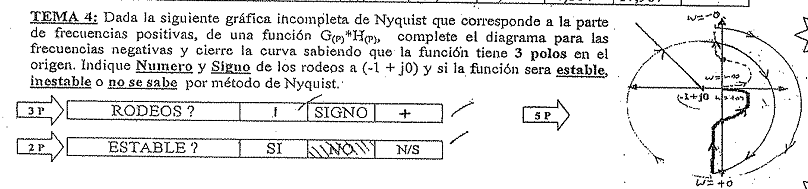 TEMA 4: Dada la siguiente gráfica incompleta de Nyquist que corresponde a la parte
de frecuencias positivas, de una función G(P)*H(P), complete el diagrama para las
frecuencias negativas y cierre la curva sabiendo que la función tiene 3 polos en el
origen. Indique Numero y Signo de los rodeos a (-1 + j0) y si la función sera estable,
inestable o no se sabe por método de Nyquist.
3 P RODEOS ? 1 SIGNO +
2 P ESTABLE ? SI NO N/S
5 P
ω=-0
ω=-∞
(-1+j0
ω=+∞
ω=+0